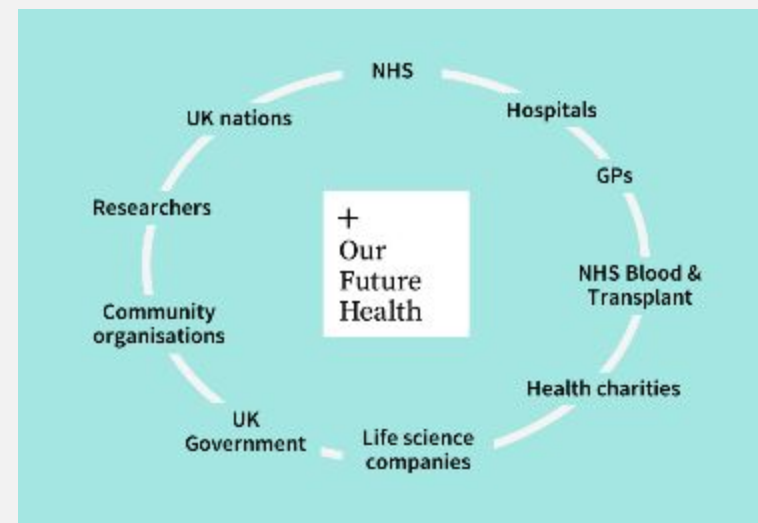 NHS
Hospitals
GPs
NHS Blood &
Transplant
Health charities
Life science
companies
UK
Government
Community
organisations
Researchers
UK nations
+
Our
Future
Health